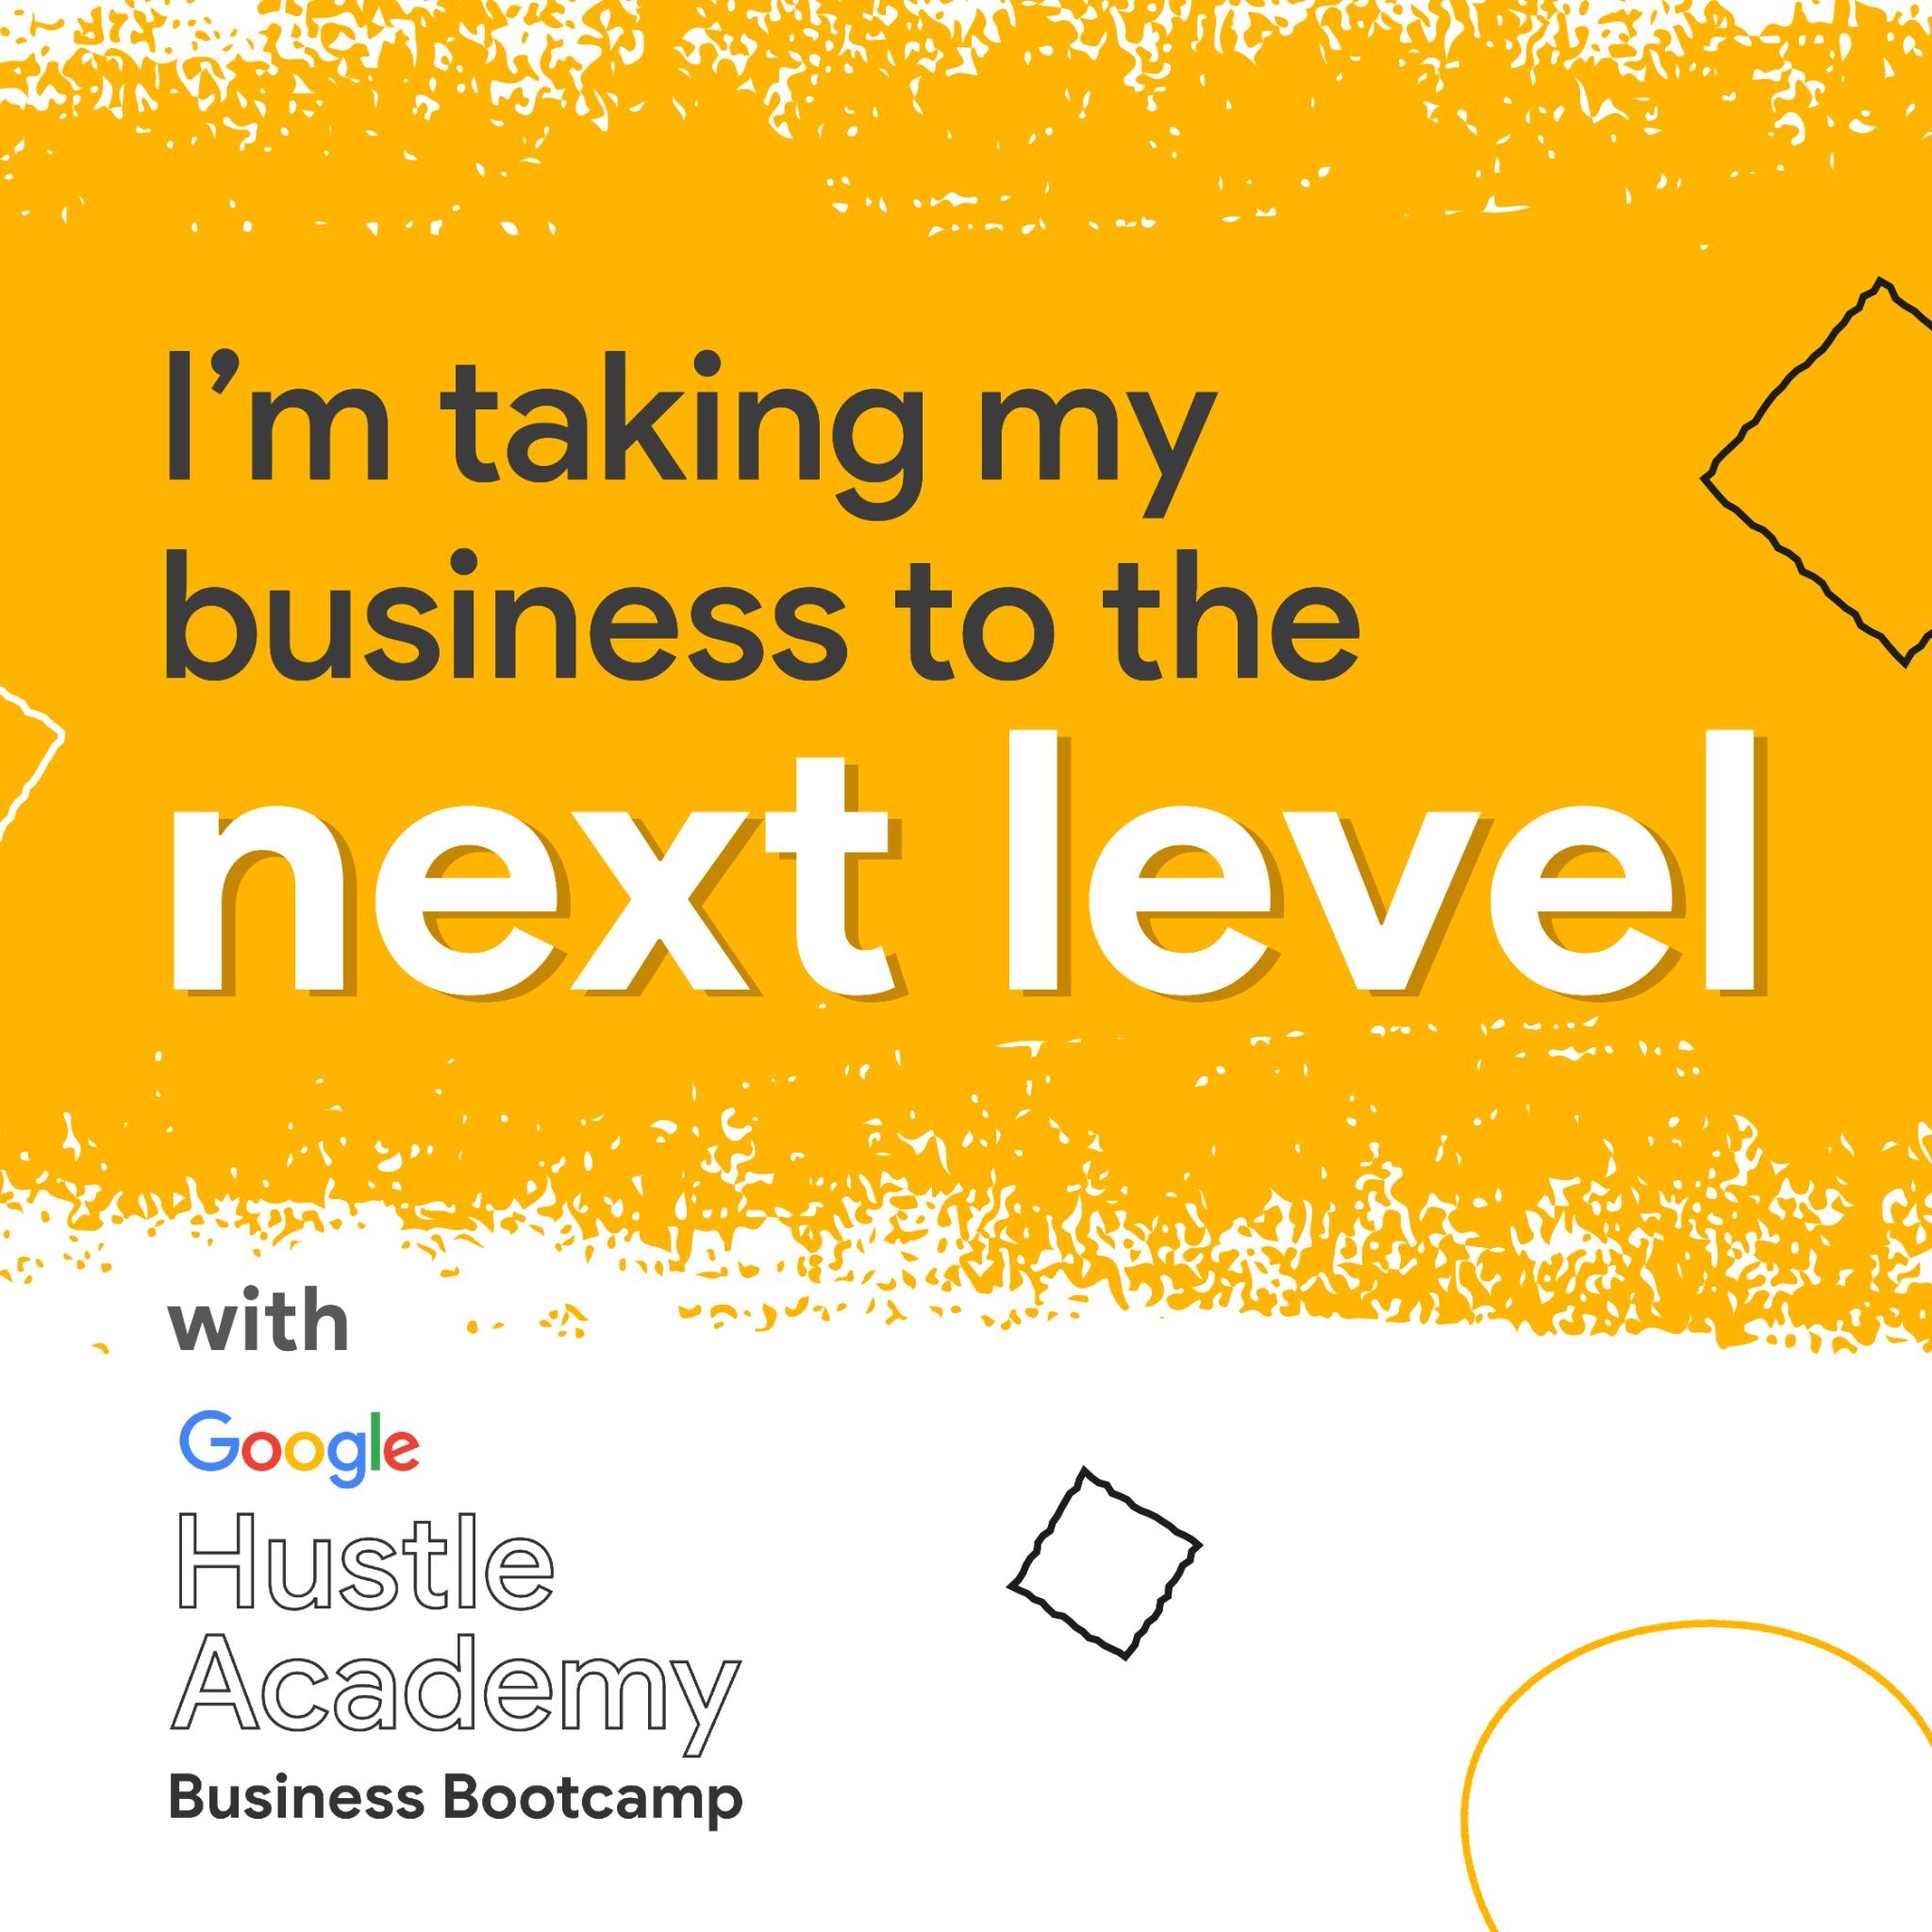 I’m taking my
business to the
next level
with
Google
Hustle
Academy
Business Bootcamp